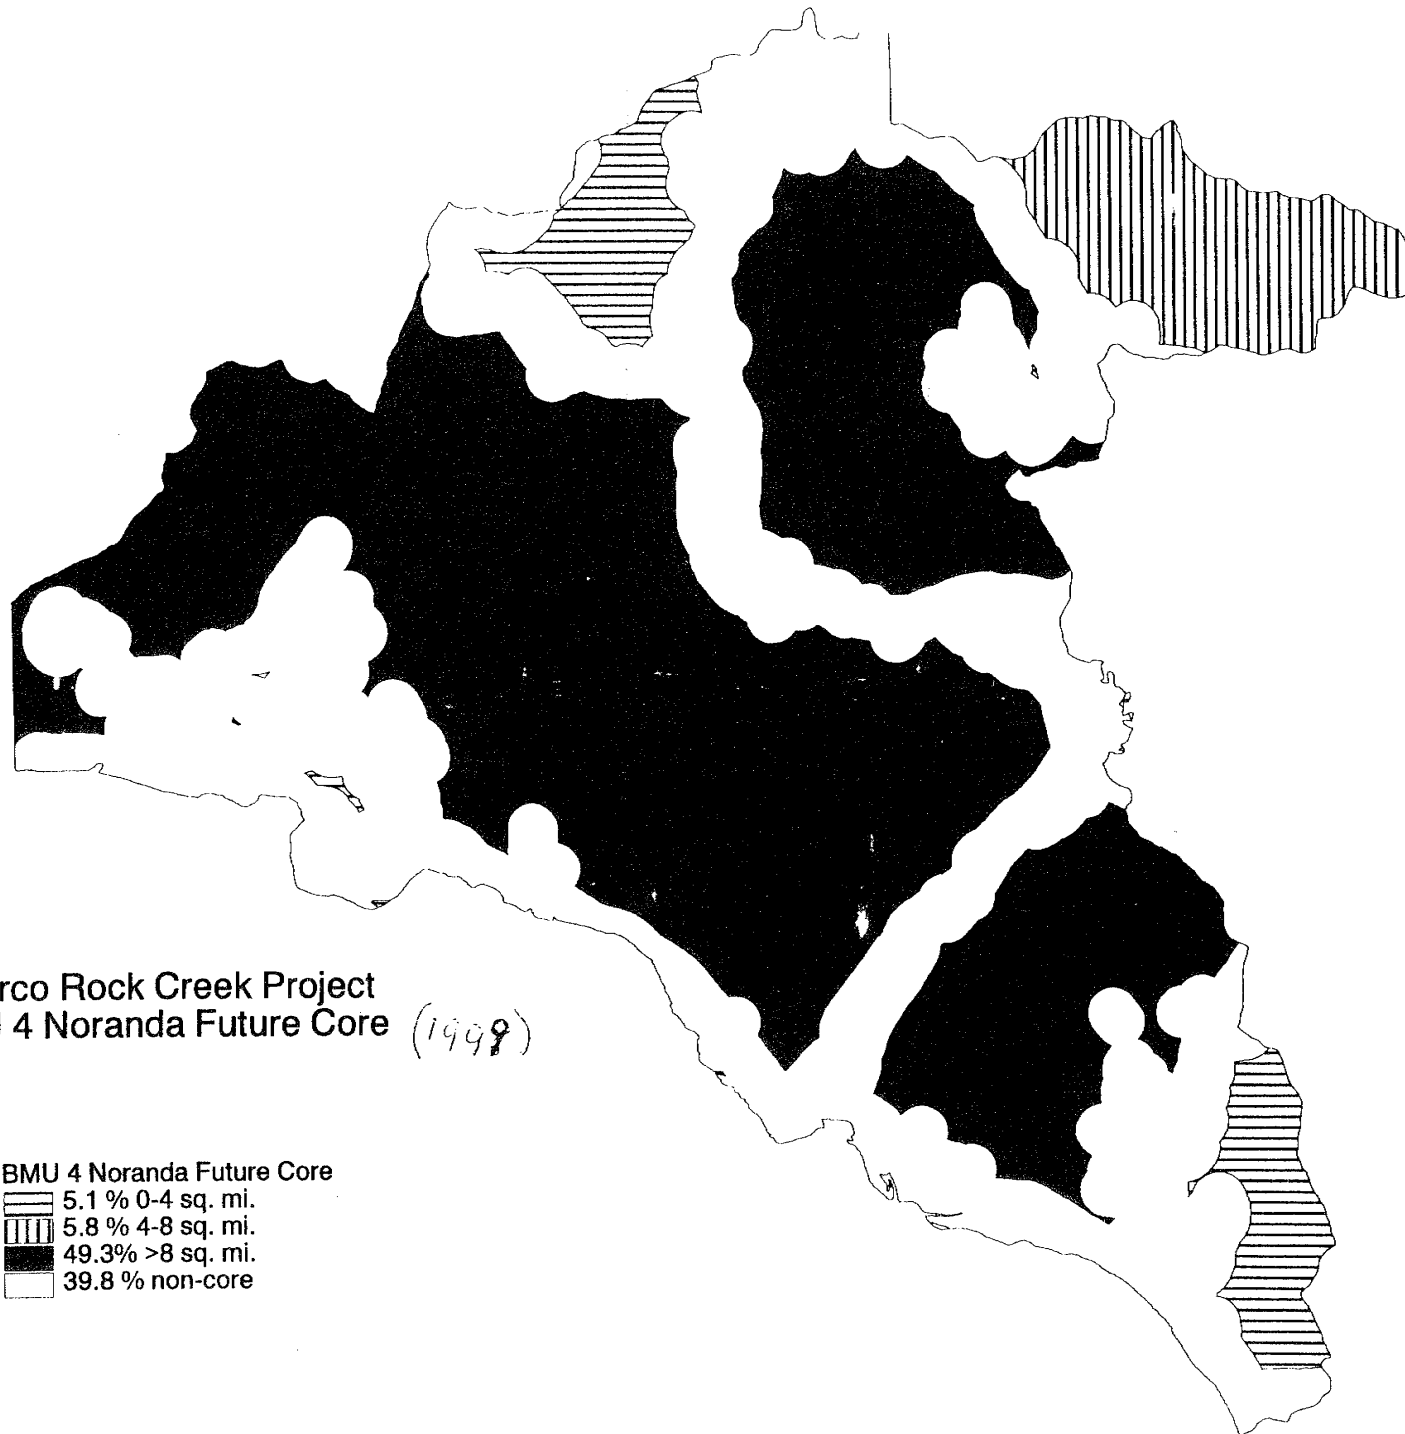 rco Rock Creek Project
4 Noranda Future Core (1998)
BMU 4 Noranda Future Core
5.1 % 0-4 sq. mi.
5.8 % 4-8 sq. mi.
49.3% >8 sq. mi.
39.8 % non-core